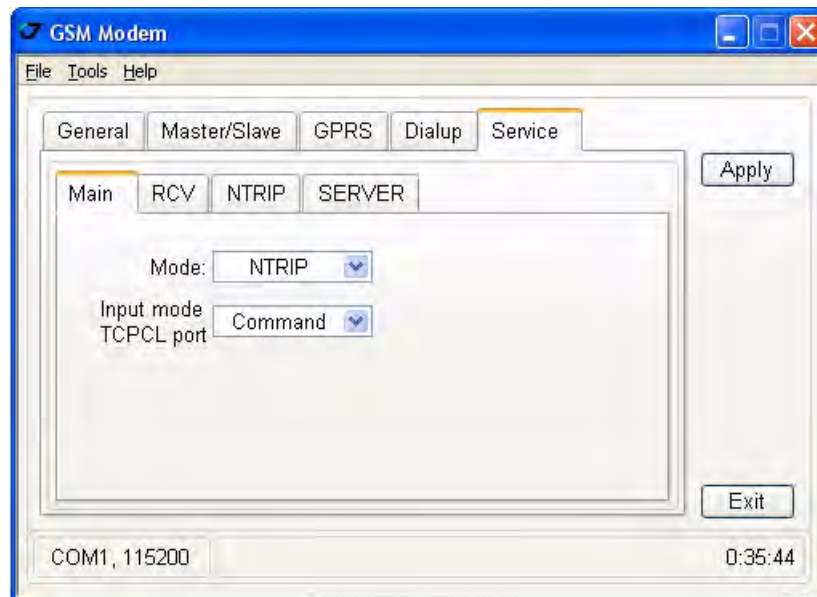 GSM Modem
File Tools Help
General Master/Slave GPRS Dialup Service
Apply
Main RCV NTRIP SERVER
Mode: NTRIP
Input mode
TCPCL port Command
Exit
COM1, 115200 0:35:44